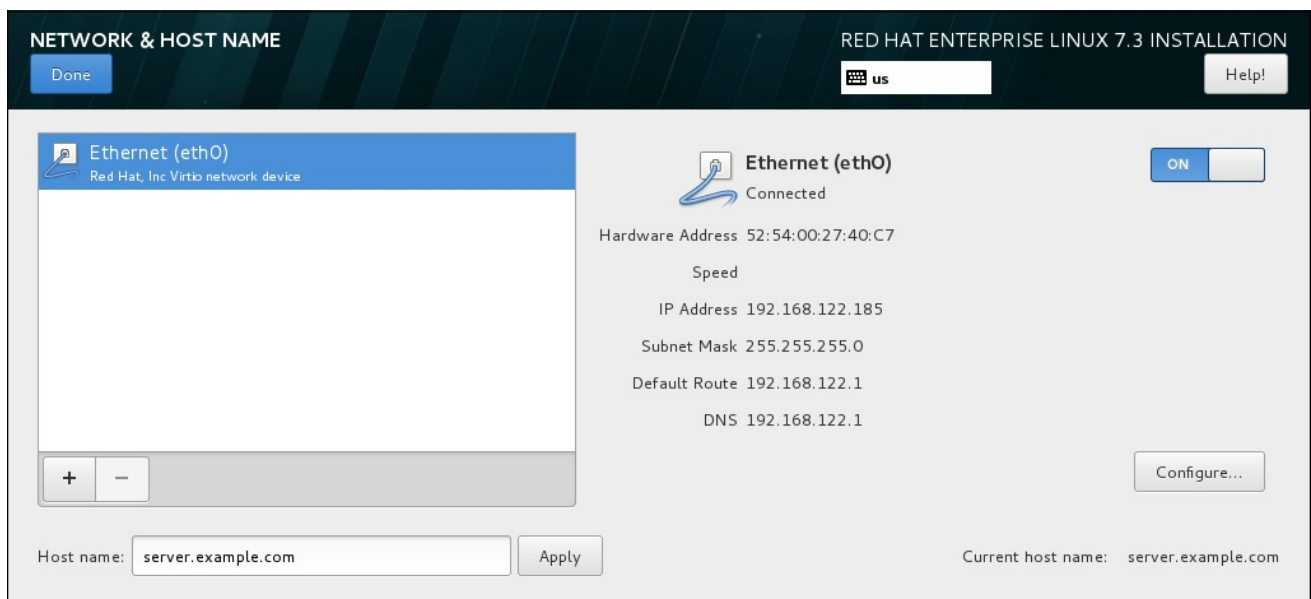 NETWORK & HOST NAME
RED HAT ENTERPRISE LINUX 7.3 INSTALLATION
Done
us
Help!
Ethernet (eth0)
Red Hat, Inc Virtio network device
Ethernet (eth0)
Connected
ON
Hardware Address 52:54:00:27:40:C7
Speed
IP Address 192.168.122.185
Subnet Mask 255.255.255.0
Default Route 192.168.122.1
DNS 192.168.122.1
+ −
Configure...
Host name: server.example.com Apply
Current host name: server.example.com